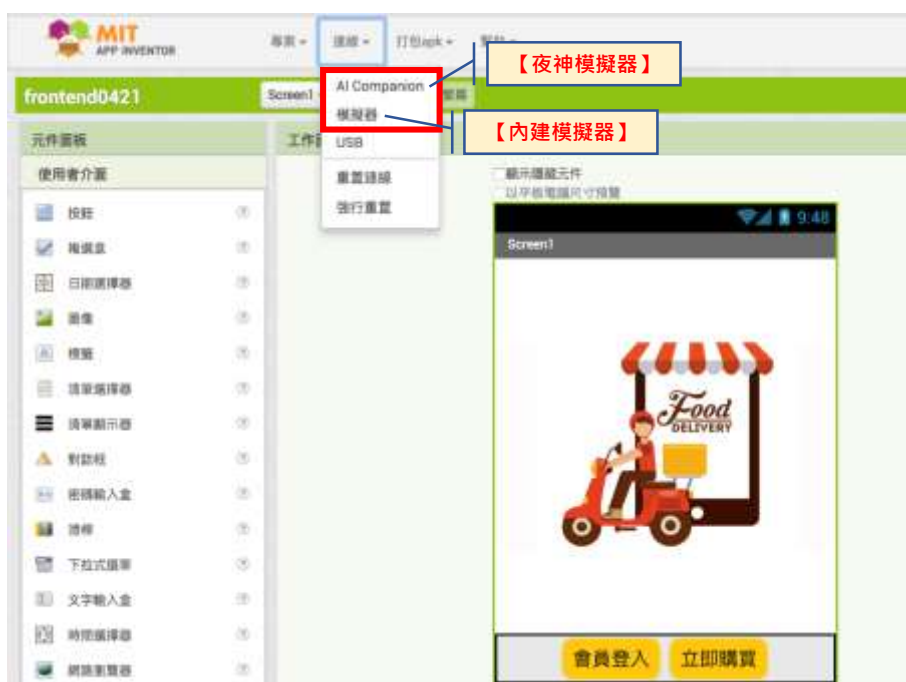 MIT
APP INVENTOR
專案
連線
打包apk
【夜神模擬器】
frontend0421
Screen1
AI Companion
模擬器
【內建模擬器】
元件面板
USB
使用者介面
重置連線
強行重置
顯示隱藏元件
以平板電腦尺寸預覽
9:48
Screen1
按鈕
複選盒
日期選擇器
圖像
標籤
清單選擇器
清單顯示器
對話框
密碼輸入盒
滑桿
下拉式選單
文字輸入盒
時間選擇器
網路瀏覽器
Food
DELIVERY
會員登入
立即購買